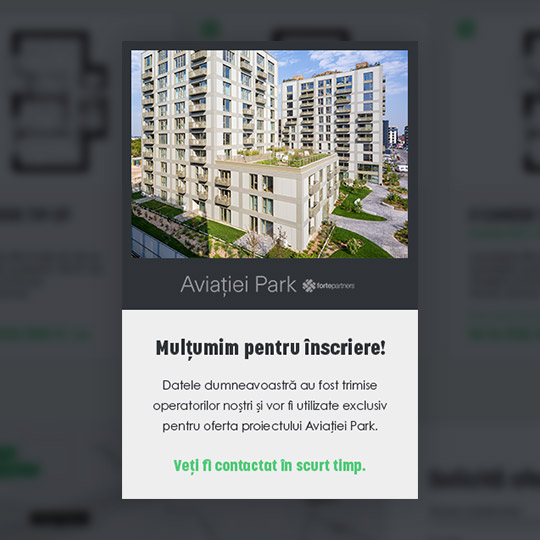 Aviației Park fortepartners
Mulțumim pentru înscriere!
Datele dumneavoastră au fost trimise
operatorilor noștri și vor fi utilizate exclusiv
pentru oferta proiectului Aviației Park.
Veți fi contactat în scurt timp.